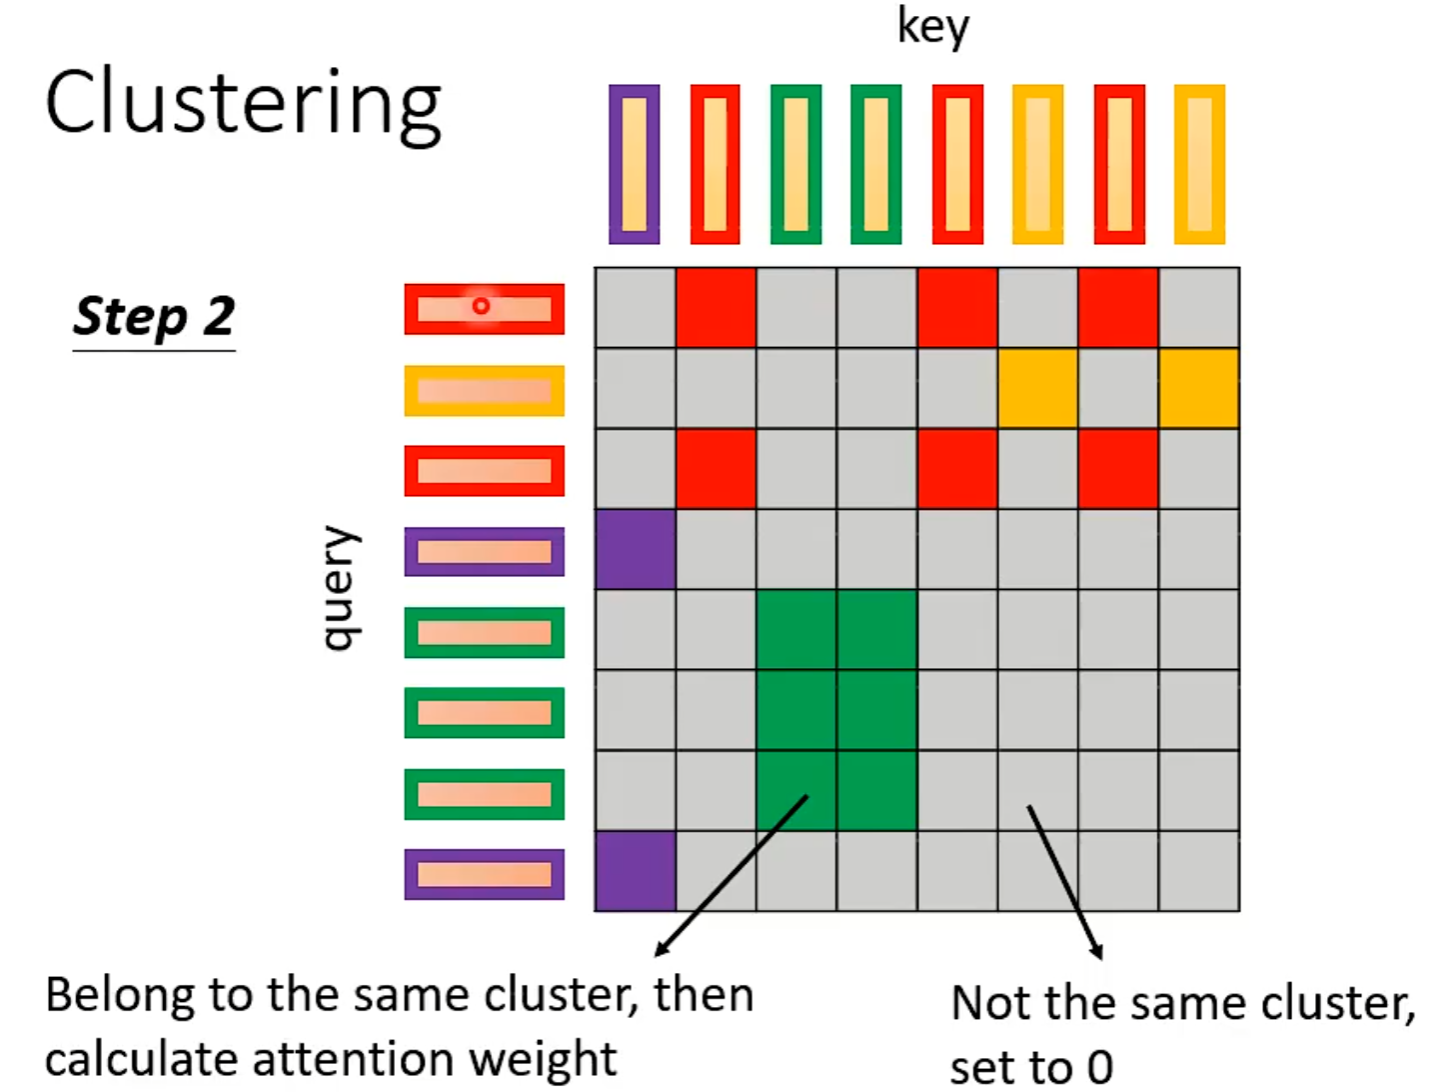 key
Clustering
Step 2
query
Belong to the same cluster, then
calculate attention weight
Not the same cluster,
set to 0